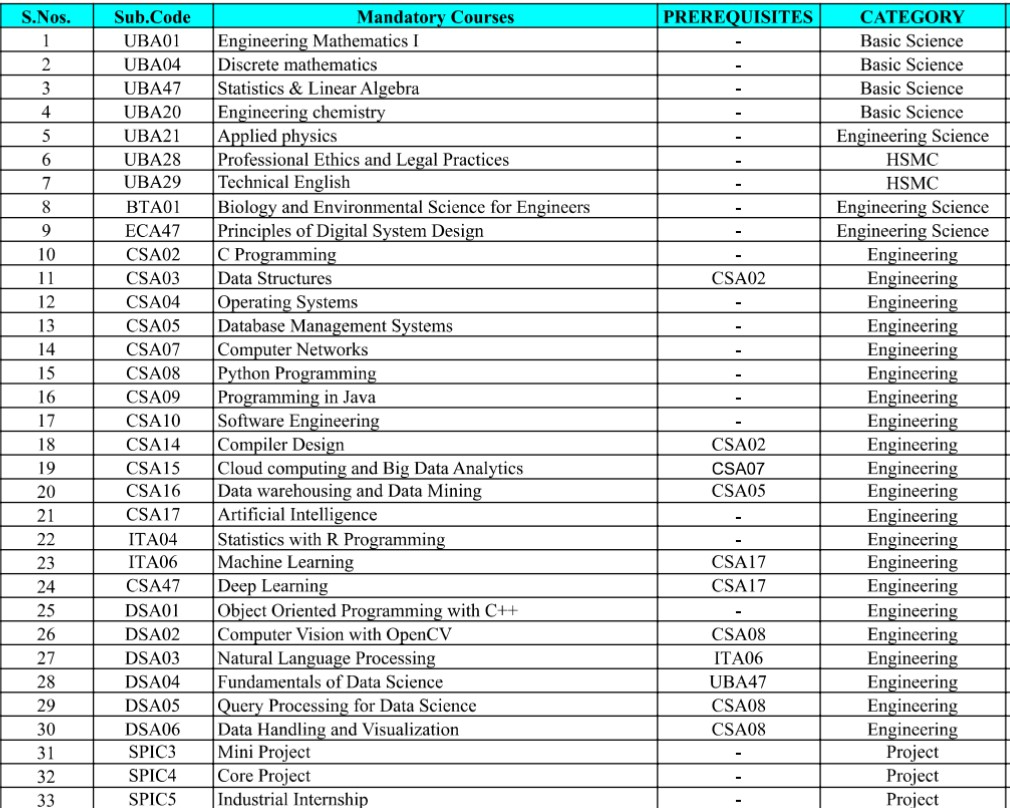 S.Nos. Sub.Code Mandatory Courses PREREQUISITES CATEGORY
1 UBA01 Engineering Mathematics I - Basic Science
2 UBA04 Discrete mathematics - Basic Science
3 UBA47 Statistics & Linear Algebra - Basic Science
4 UBA20 Engineering chemistry - Basic Science
5 UBA21 Applied physics - Engineering Science
6 UBA28 Professional Ethics and Legal Practices - HSMC
7 UBA29 Technical English - HSMC
8 BTA01 Biology and Environmental Science for Engineers - Engineering Science
9 ECA47 Principles of Digital System Design - Engineering Science
10 CSA02 C Programming - Engineering
11 CSA03 Data Structures CSA02 Engineering
12 CSA04 Operating Systems - Engineering
13 CSA05 Database Management Systems - Engineering
14 CSA07 Computer Networks - Engineering
15 CSA08 Python Programming - Engineering
16 CSA09 Programming in Java - Engineering
17 CSA10 Software Engineering - Engineering
18 CSA14 Compiler Design CSA02 Engineering
19 CSA15 Cloud computing and Big Data Analytics CSA07 Engineering
20 CSA16 Data warehousing and Data Mining CSA05 Engineering
21 CSA17 Artificial Intelligence - Engineering
22 ITA04 Statistics with R Programming - Engineering
23 ITA06 Machine Learning CSA17 Engineering
24 CSA47 Deep Learning CSA17 Engineering
25 DSA01 Object Oriented Programming with C++ - Engineering
26 DSA02 Computer Vision with OpenCV CSA08 Engineering
27 DSA03 Natural Language Processing ITA06 Engineering
28 DSA04 Fundamentals of Data Science UBA47 Engineering
29 DSA05 Query Processing for Data Science CSA08 Engineering
30 DSA06 Data Handling and Visualization CSA08 Engineering
31 SPIC3 Mini Project - Project
32 SPIC4 Core Project - Project
33 SPIC5 Industrial Internship - Project